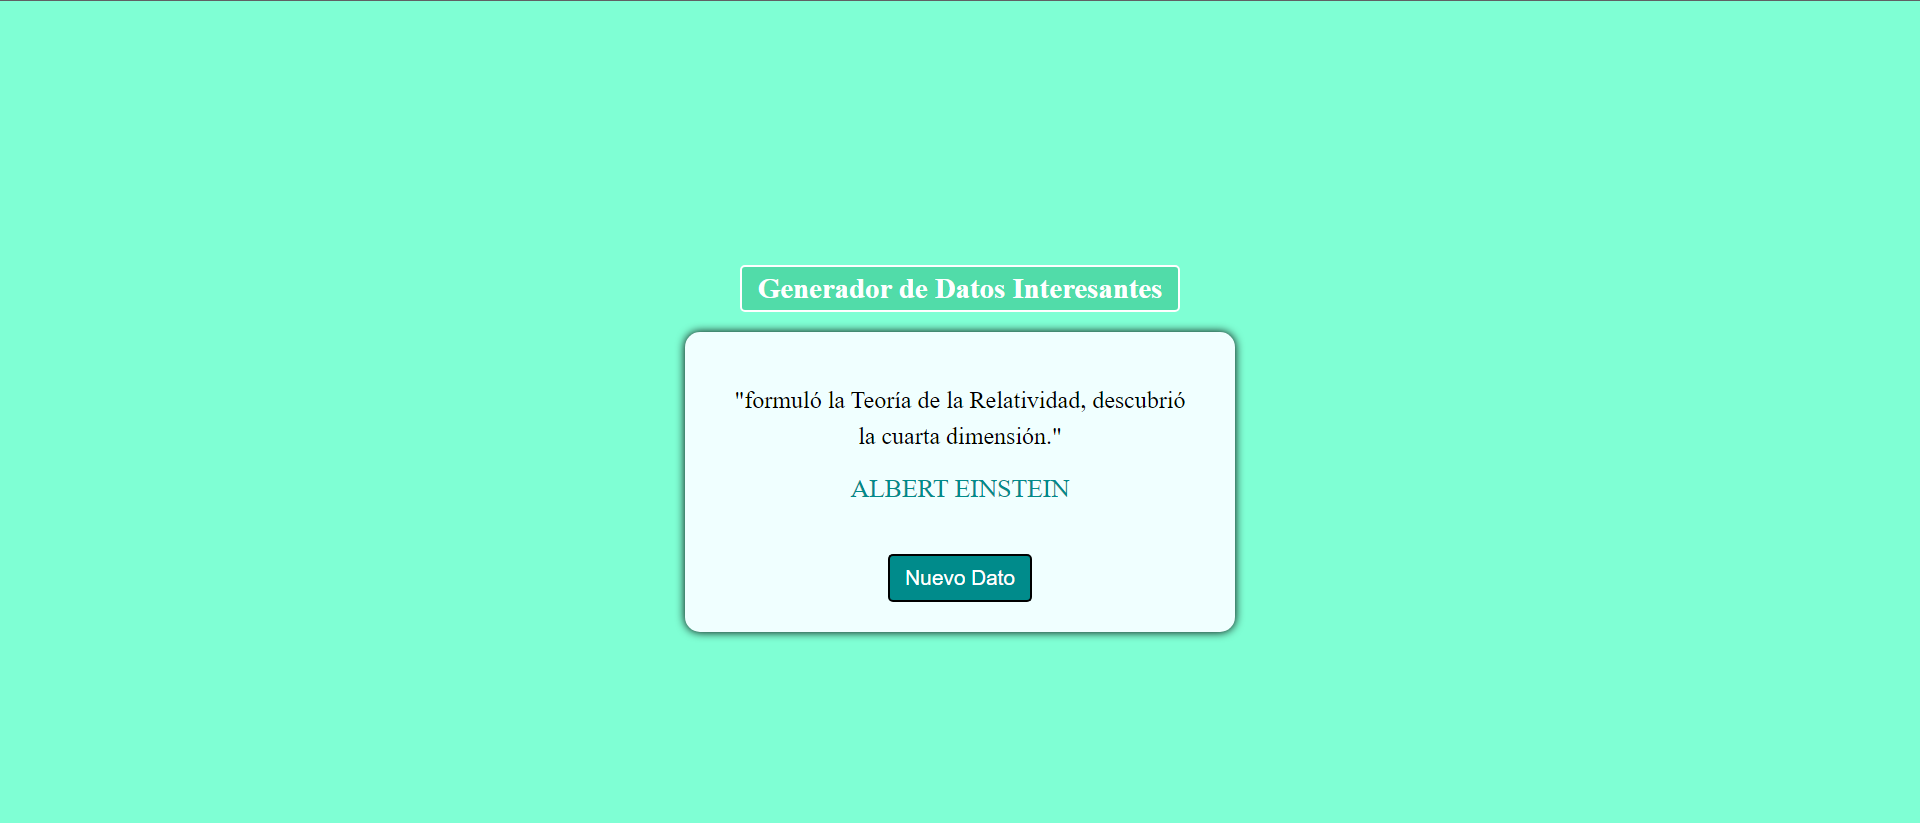 Generador de Datos Interesantes
"formuló la Teoría de la Relatividad, descubrió
la cuarta dimensión."
ALBERT EINSTEIN
Nuevo Dato